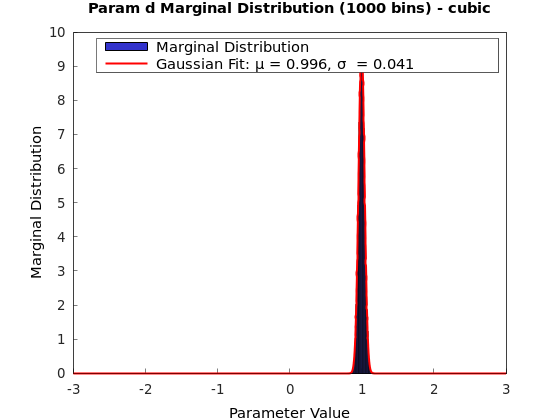 Param d Marginal Distribution (1000 bins) - cubic
10
9
8
7
6
5
4
3
2
1
0
Marginal Distribution
Gaussian Fit: μ = 0.996, σ = 0.041
Marginal Distribution
-3 -2 -1 0 1 2 3
Parameter Value